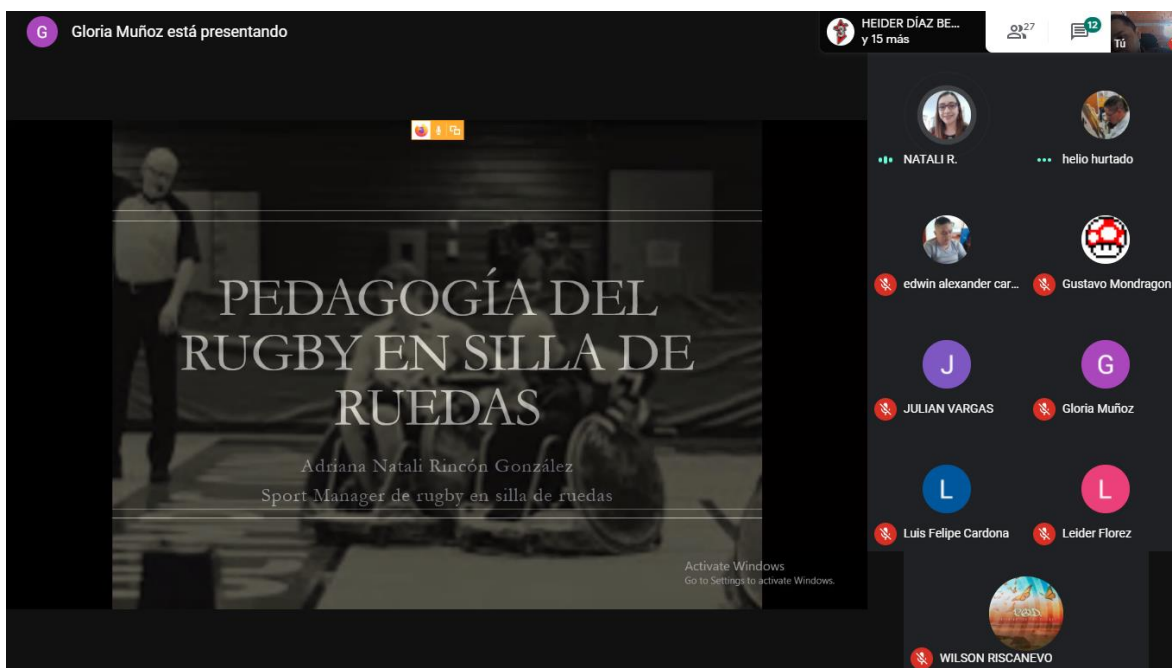 G Gloria Muñoz está presentando
HEIDER DÍAZ BE...
y 15 más
27
12
Tú
NATALI R.
helio hurtado
edwin alexander car...
Gustavo Mondragon
J
G
JULIAN VARGAS
Gloria Muñoz
L
L
Luis Felipe Cardona
Leider Florez
WILSON RISCANEVO
PEDAGOGÍA DEL
RUGBY EN SILLA DE
RUEDAS
Adriana Natali Rincón González
Sport Manager de rugby en silla de ruedas
Activate Windows
Go to Settings to activate Windows.